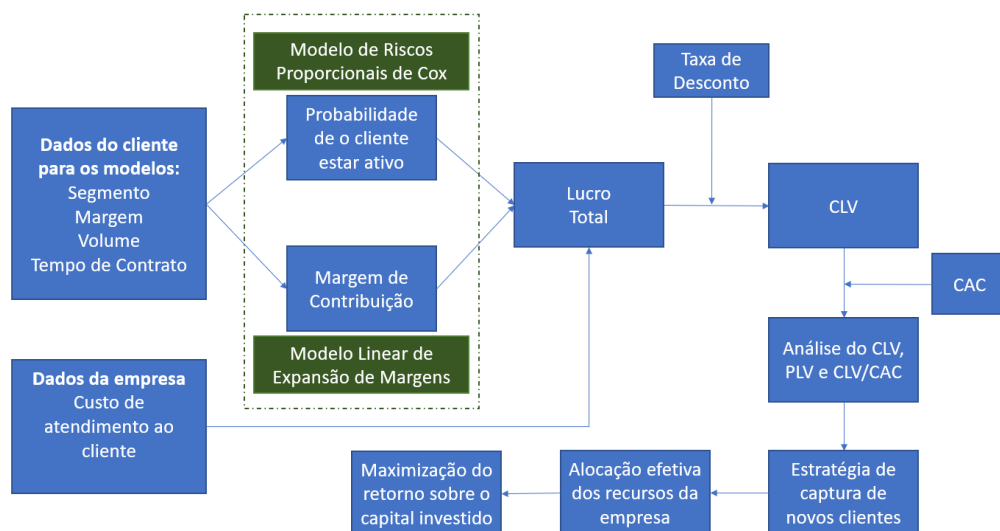 Modelo de Riscos
Proporcionais de Cox
Taxa de
Desconto
Dados do cliente
para os modelos:
Segmento
Margem
Volume
Tempo de Contrato
Probabilidade
de o cliente
estar ativo
Lucro
Total
CLV
Margem de
Contribuição
CAC
Modelo Linear de
Expansão de Margens
Análise do CLV,
PLV e CLV/CAC
Dados da empresa
Custo de
atendimento ao
cliente
Maximização do
retorno sobre o
capital investido
Alocação efetiva
dos recursos da
empresa
Estratégia de
captura de
novos clientes